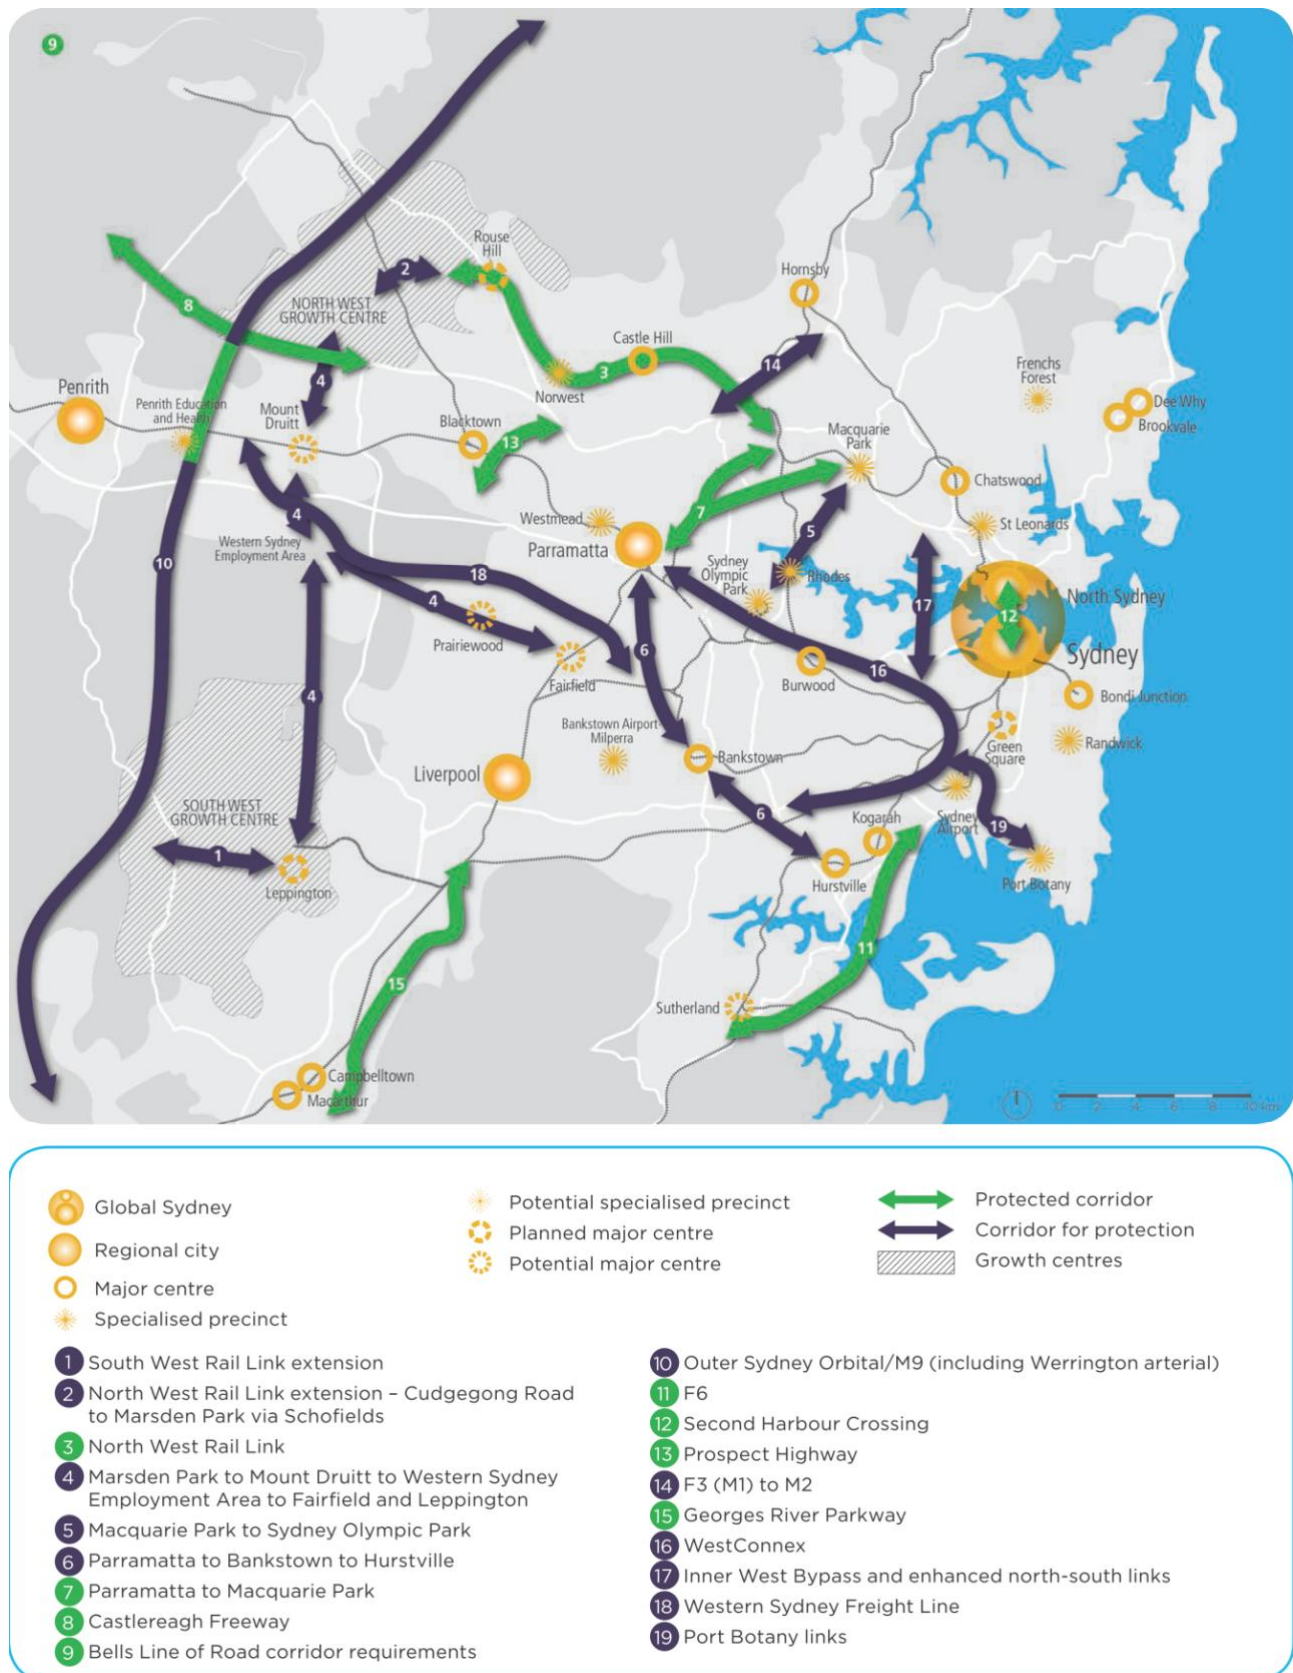 9
Rouse
Hill
2
Hornsby
8
NORTH WEST
GROWTH CENTRE
Castle Hill
3
14
Norwest
4
Frenchs
Forest
Penrith
Penrith Education
and Health
Mount
Druitt
Blacktown
13
Dee Why
Brookvale
Macquarie
Park
Chatswood
Westmead
7
4
St Leonards
5
Western Sydney
Employment Area
Parramatta
10
18
Sydney
Olympic
Park
Rhodes
North Sydney
17
12
4
Prairiewood
6
Sydney
Fairfield
Burwood
16
4
Bondi Junction
Bankstown Airport-
Milperra
Green
Square
Randwick
Bankstown
Liverpool
SOUTH WEST
GROWTH CENTRE
6
Kogarah
Sydney
Airport
19
1
Leppington
Hurstville
Port Botany
11
15
Sutherland
Campbelltown
Macarthur
0 2 4 6 8 10 km
Global Sydney
Regional city
Major centre
Specialised precinct
Potential specialised precinct
Planned major centre
Potential major centre
Protected corridor
Corridor for protection
Growth centres
1 South West Rail Link extension
2 North West Rail Link extension – Cudgegong Road
to Marsden Park via Schofields
3 North West Rail Link
4 Marsden Park to Mount Druitt to Western Sydney
Employment Area to Fairfield and Leppington
5 Macquarie Park to Sydney Olympic Park
6 Parramatta to Bankstown to Hurstville
7 Parramatta to Macquarie Park
8 Castlereagh Freeway
9 Bells Line of Road corridor requirements
10 Outer Sydney Orbital/M9 (including Werrington arterial)
11 F6
12 Second Harbour Crossing
13 Prospect Highway
14 F3 (M1) to M2
15 Georges River Parkway
16 WestConnex
17 Inner West Bypass and enhanced north-south links
18 Western Sydney Freight Line
19 Port Botany links